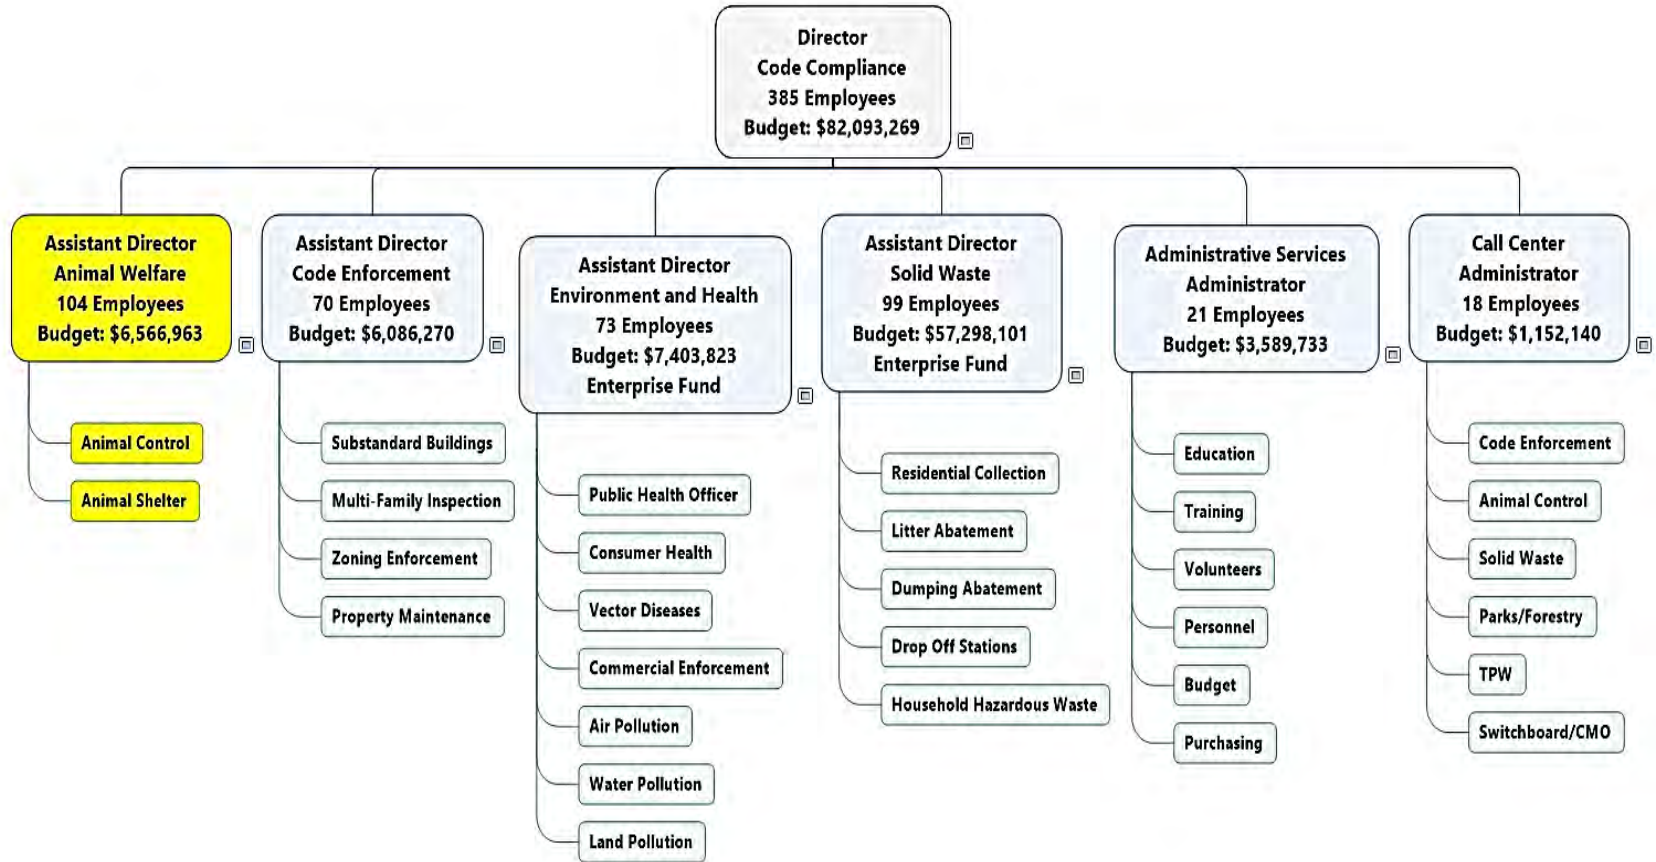 Director
Code Compliance
385 Employees
Budget: $82,093,269
Assistant Director
Animal Welfare
104 Employees
Budget: $6,566,963
Animal Control
Animal Shelter
Assistant Director
Code Enforcement
70 Employees
Budget: $6,086,270
Substandard Buildings
Multi-Family Inspection
Zoning Enforcement
Property Maintenance
Assistant Director
Environment and Health
73 Employees
Budget: $7,403,823
Enterprise Fund
Public Health Officer
Consumer Health
Vector Diseases
Commercial Enforcement
Air Pollution
Water Pollution
Land Pollution
Assistant Director
Solid Waste
99 Employees
Budget: $57,298,101
Enterprise Fund
Residential Collection
Litter Abatement
Dumping Abatement
Drop Off Stations
Household Hazardous Waste
Administrative Services
Administrator
21 Employees
Budget: $3,589,733
Education
Training
Volunteers
Personnel
Budget
Purchasing
Call Center
Administrator
18 Employees
Budget: $1,152,140
Code Enforcement
Animal Control
Solid Waste
Parks/Forestry
TPW
Switchboard/CMO